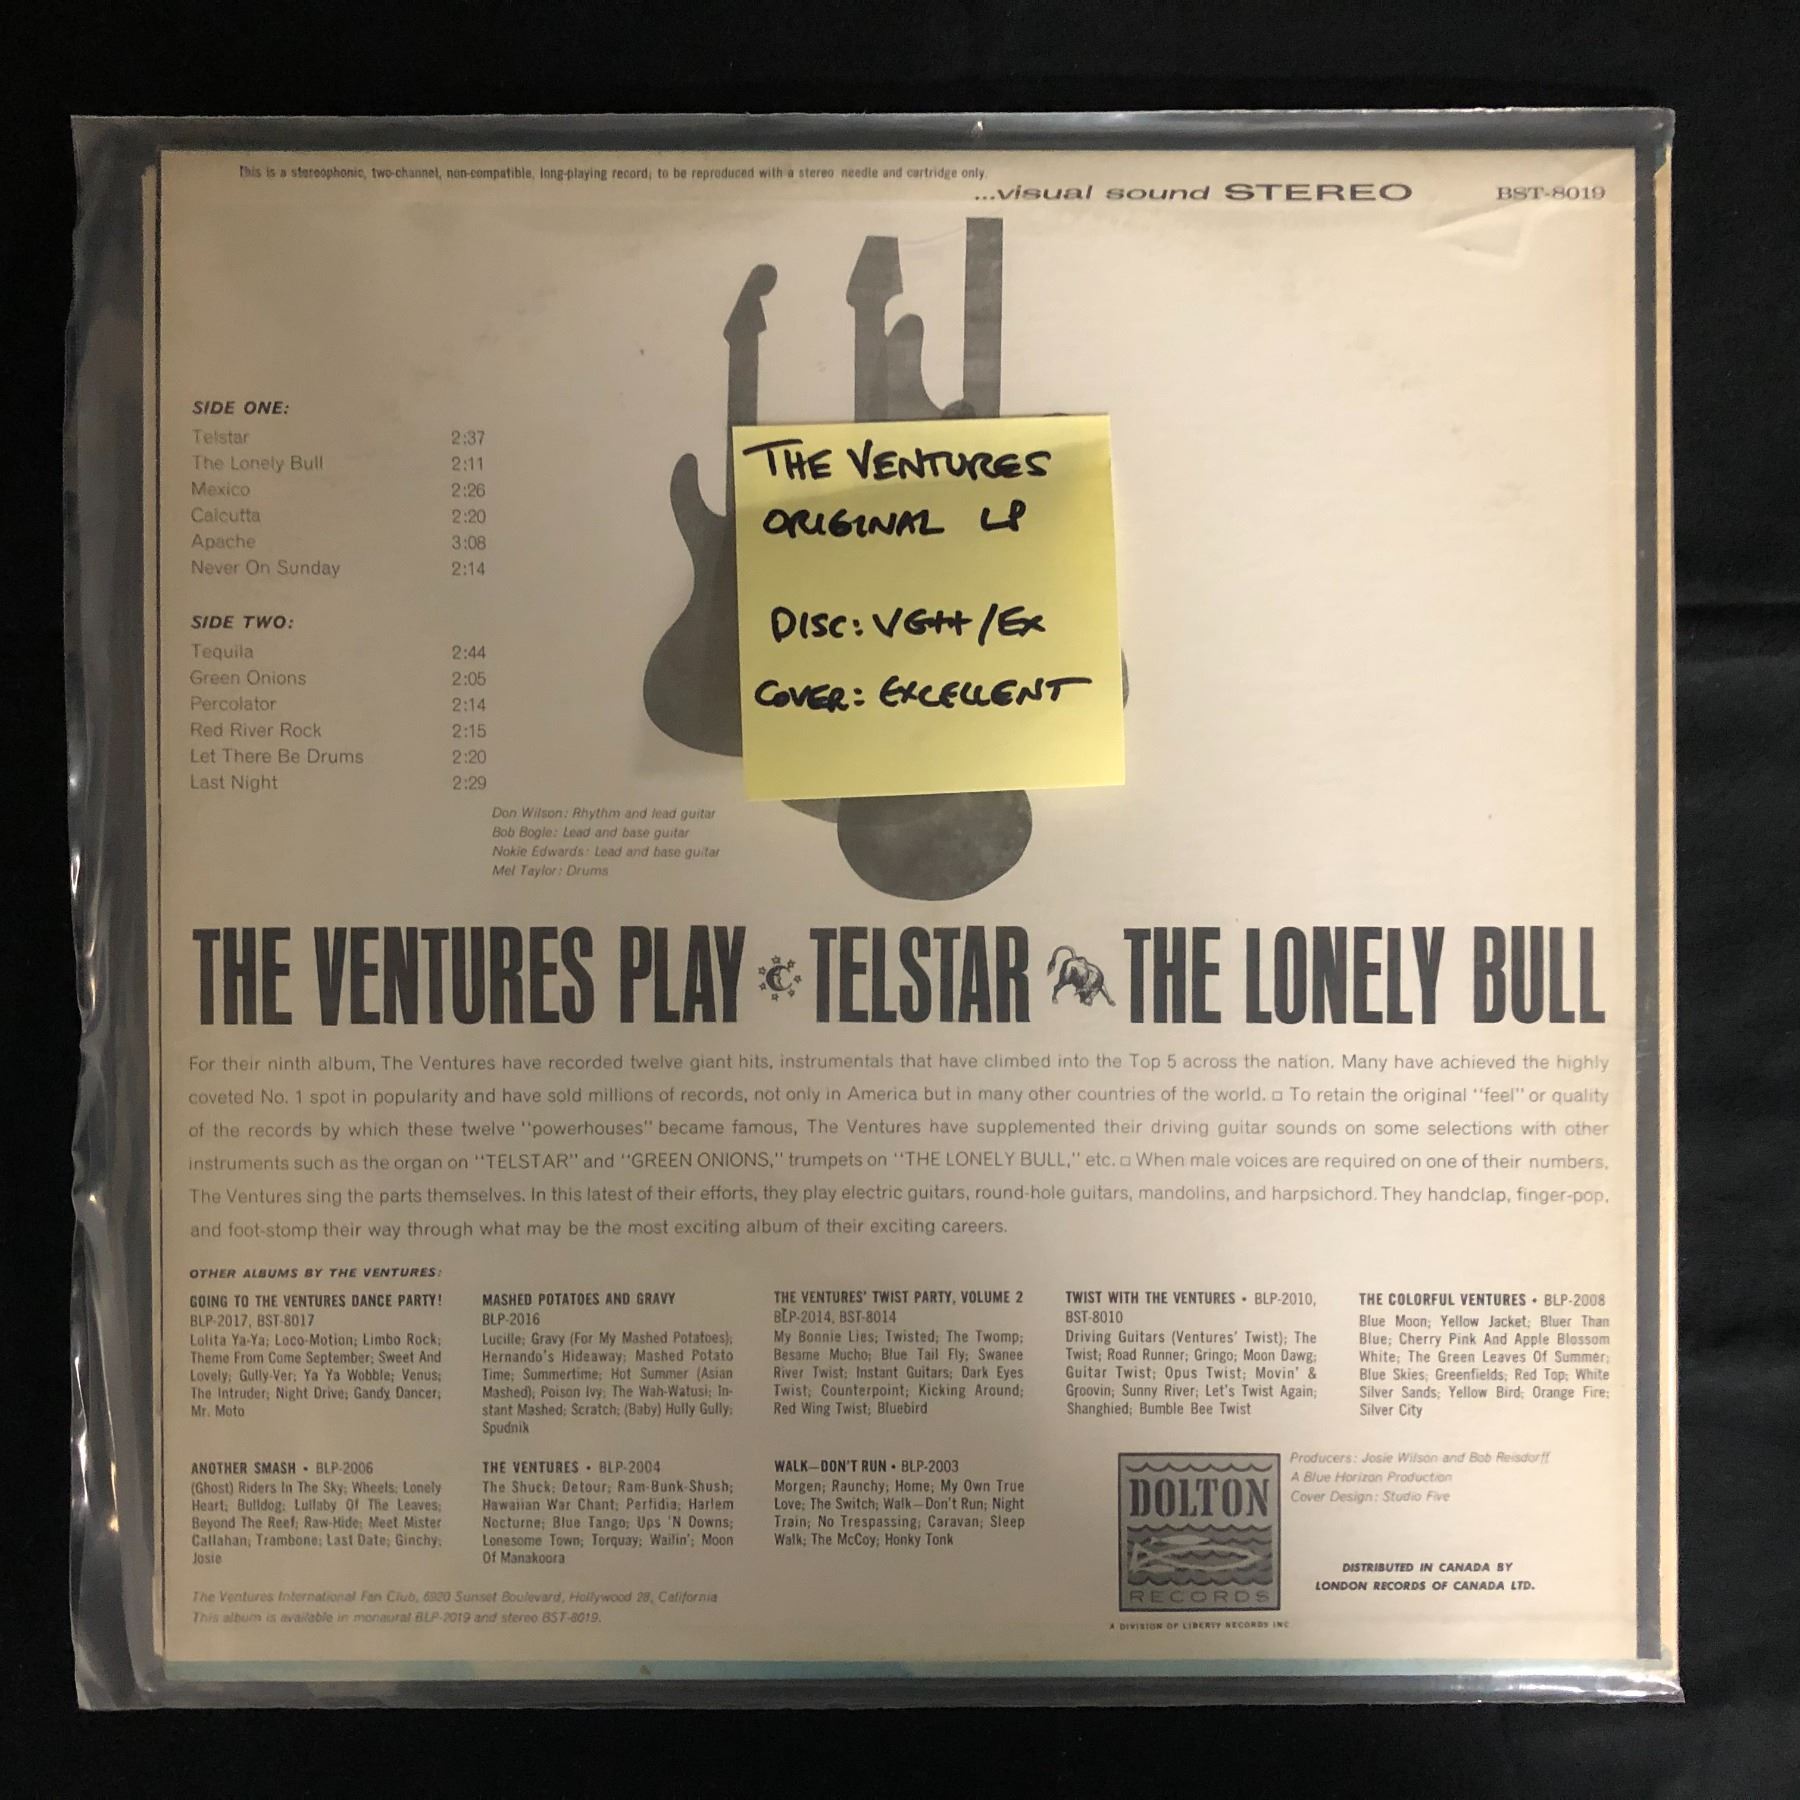 This is a stereophonic, two-channel, non-compatible, long-playing record; to be reproduced with a stereo needle and cartridge only.
...visual sound STEREO
BST-8019
SIDE ONE:
Telstar 2:37
The Lonely Bull 2:11
Mexico 2:26
Calcutta 2:20
Apache 3:08
Never On Sunday 2:14
SIDE TWO:
Tequila 2:44
Green Onions 2:05
Percolator 2:14
Red River Rock 2:15
Let There Be Drums 2:20
Last Night 2:29
THE VENTURES
ORIGINAL LP
DISC: VG++/EX
COVER: EXCELLENT
Don Wilson: Rhythm and lead guitar
Bob Bogle: Lead and base guitar
Nokie Edwards: Lead and base guitar
Mel Taylor: Drums
THE VENTURES PLAY TELSTAR THE LONELY BULL
For their ninth album, The Ventures have recorded twelve giant hits, instrumentals that have climbed into the Top 5 across the nation. Many have achieved the highly
coveted No. 1 spot in popularity and have sold millions of records, not only in America but in many other countries of the world. □ To retain the original "feel" or quality
of the records by which these twelve "powerhouses" became famous, The Ventures have supplemented their driving guitar sounds on some selections with other
instruments such as the organ on "TELSTAR" and "GREEN ONIONS," trumpets on "THE LONELY BULL," etc. □ When male voices are required on one of their numbers,
The Ventures sing the parts themselves. In this latest of their efforts, they play electric guitars, round-hole guitars, mandolins, and harpsichord. They handclap, finger-pop,
and foot-stomp their way through what may be the most exciting album of their exciting careers.
OTHER ALBUMS BY THE VENTURES:
GOING TO THE VENTURES DANCE PARTY!
BLP-2017, BST-8017
Lolita Ya-Ya; Loco-Motion; Limbo Rock;
Theme From Come September; Sweet And
Lovely; Gully-Ver; Ya Ya Wobble; Venus;
The Intruder; Night Drive; Gandy Dancer;
Mr. Moto
MASHED POTATOES AND GRAVY
BLP-2016
Lucille; Gravy (For My Mashed Potatoes);
Hernando's Hideaway; Mashed Potato
Time; Summertime; Hot Summer (Asian
Mashed); Poison Ivy; The Wah-Watusi; In-
stant Mashed; Scratch; (Baby) Hully Gully;
Spudnik
THE VENTURES' TWIST PARTY, VOLUME 2
BLP-2014, BST-8014
My Bonnie Lies; Twisted; The Twomp;
Besame Mucho; Blue Tail Fly; Swanee
River Twist; Instant Guitars; Dark Eyes
Twist; Counterpoint; Kicking Around;
Red Wing Twist; Bluebird
TWIST WITH THE VENTURES • BLP-2010,
BST-8010
Driving Guitars (Ventures' Twist); The
Twist; Road Runner; Gringo; Moon Dawg;
Guitar Twist; Opus Twist; Movin' &
Groovin; Sunny River; Let's Twist Again;
Shanghied; Bumble Bee Twist
THE COLORFUL VENTURES • BLP-2008
Blue Moon; Yellow Jacket; Bluer Than
Blue; Cherry Pink And Apple Blossom
White; The Green Leaves Of Summer;
Blue Skies; Greenfields; Red Top; White
Silver Sands; Yellow Bird; Orange Fire;
Silver City
ANOTHER SMASH • BLP-2006
(Ghost) Riders In The Sky; Wheels; Lonely
Heart; Bulldog; Lullaby Of The Leaves;
Beyond The Reef; Raw-Hide; Meet Mister
Callahan; Trambone; Last Date; Ginchy;
Josie
THE VENTURES • BLP-2004
The Shuck; Detour; Ram-Bunk-Shush;
Hawaiian War Chant; Perfidia; Harlem
Nocturne; Blue Tango; Ups 'N Downs;
Lonesome Town; Torquay; Wailin'; Moon
Of Manakoora
WALK—DON'T RUN • BLP-2003
Morgen; Raunchy; Home; My Own True
Love; The Switch; Walk—Don't Run; Night
Train; No Trespassing; Caravan; Sleep
Walk; The McCoy; Honky Tonk
DOLTON
RECORDS
A DIVISION OF LIBERTY RECORDS INC
Producers: Josie Wilson and Bob Reisdorff
A Blue Horizon Production
Cover Design: Studio Five
DISTRIBUTED IN CANADA BY
LONDON RECORDS OF CANADA LTD.
The Ventures International Fan Club, 6920 Sunset Boulevard, Hollywood 28, California
This album is available in monaural BLP-2019 and stereo BST-8019.